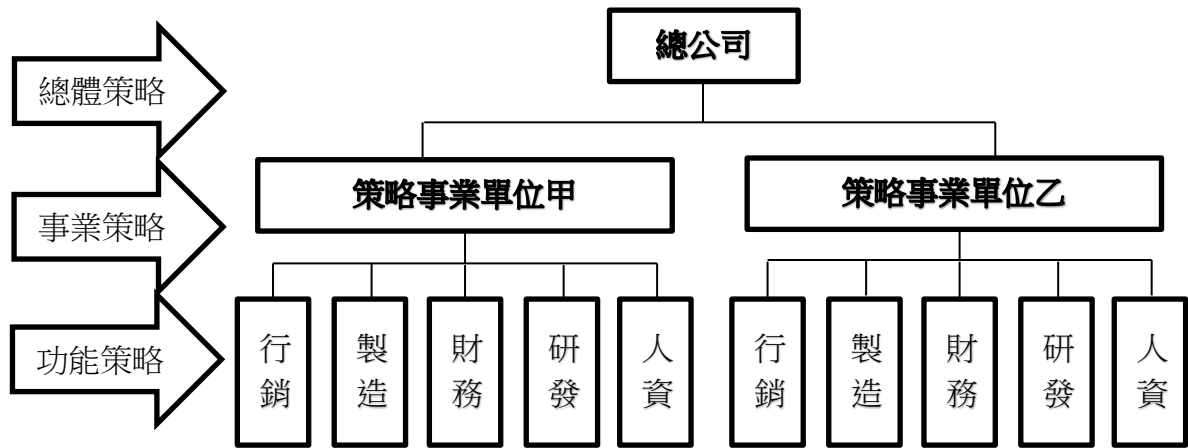 總公司
總體策略
策略事業單位甲
策略事業單位乙
事業策略
行銷
製造
財務
研發
人資
行銷
製造
財務
研發
人資
功能策略